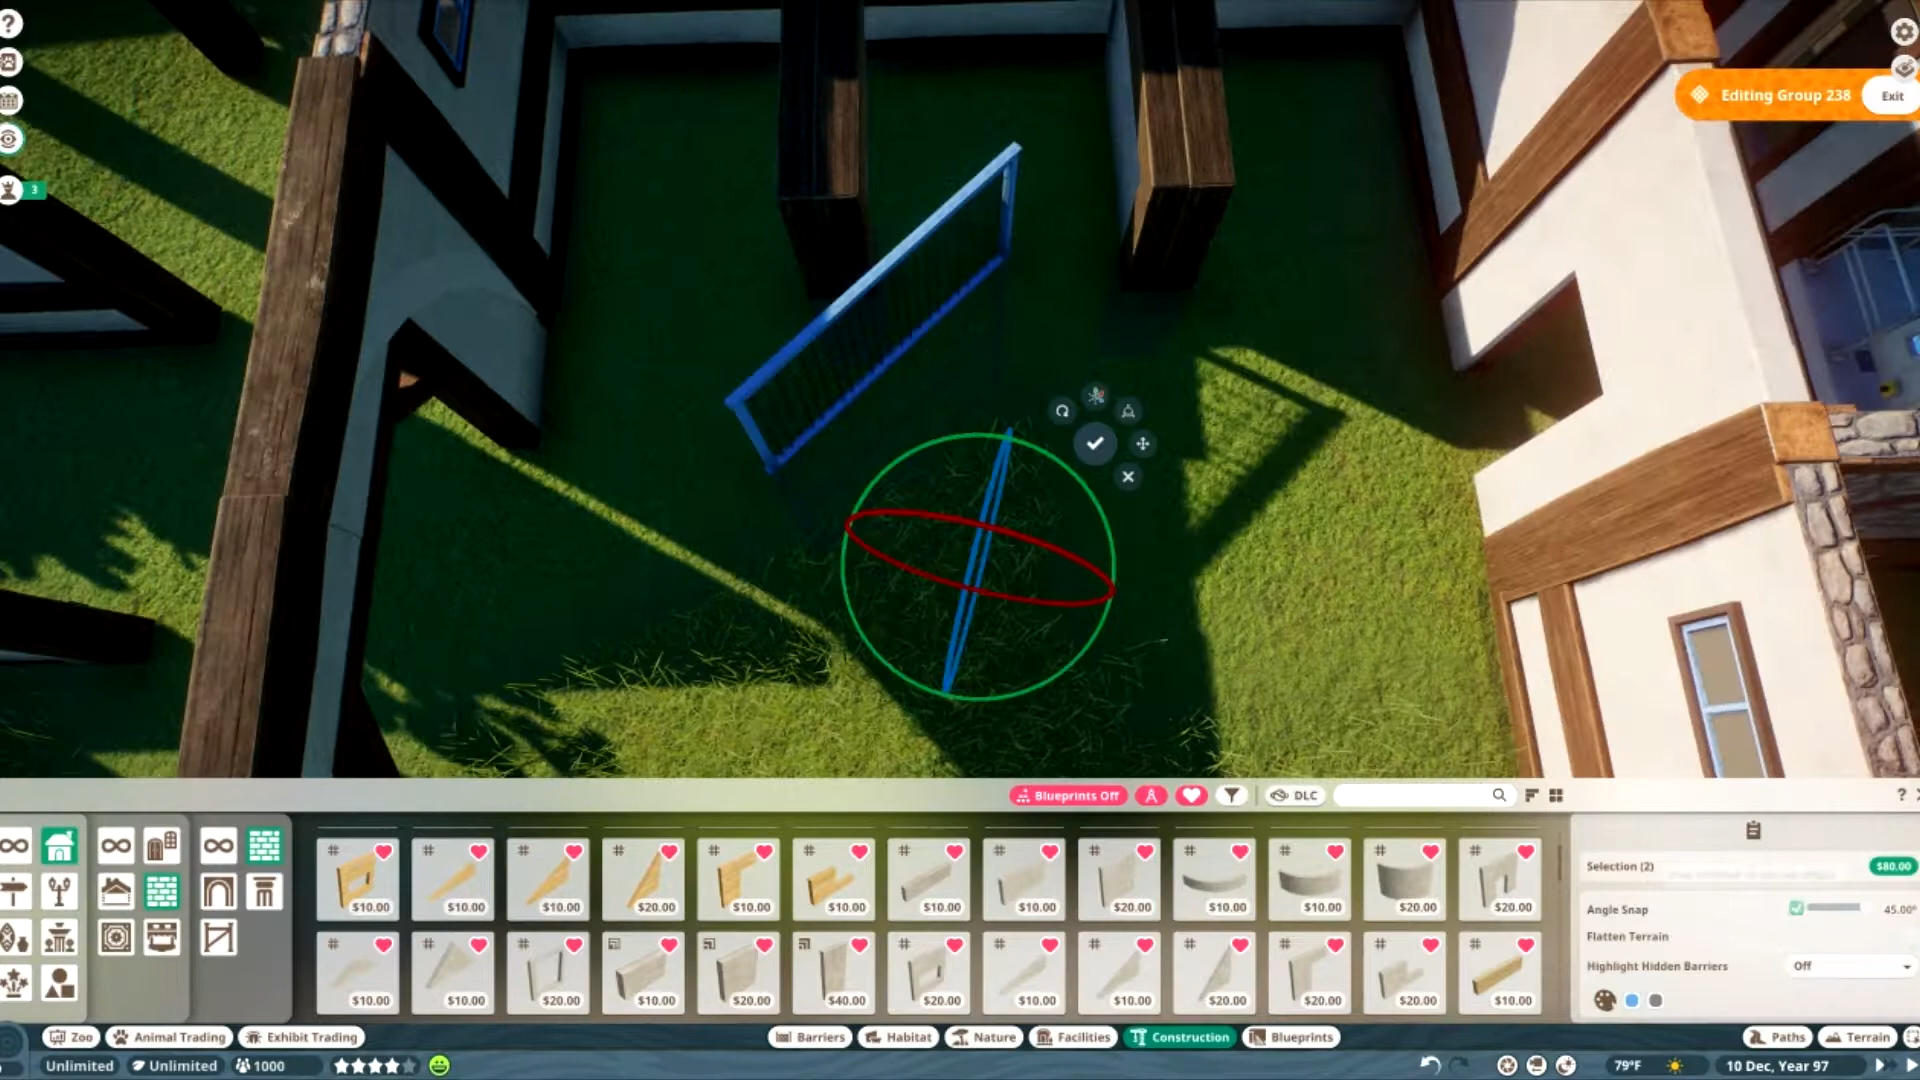 ?
Editing Group 238 Exit
3
Blueprints Off DLC ?
$10.00 $10.00 $10.00 $20.00 $10.00 $10.00 $10.00 $10.00 $20.00 $10.00 $10.00 $20.00 $20.00
$10.00 $10.00 $20.00 $10.00 $20.00 $40.00 $20.00 $10.00 $10.00 $20.00 $20.00 $20.00 $10.00
Selection (2) $80.00
Angle Snap 45.00°
Flatten Terrain
Highlight Hidden Barriers Off
Zoo Animal Trading Exhibit Trading Barriers Habitat Nature Facilities Construction Blueprints Paths Terrain
Unlimited Unlimited 1000 79°F 10 Dec, Year 97